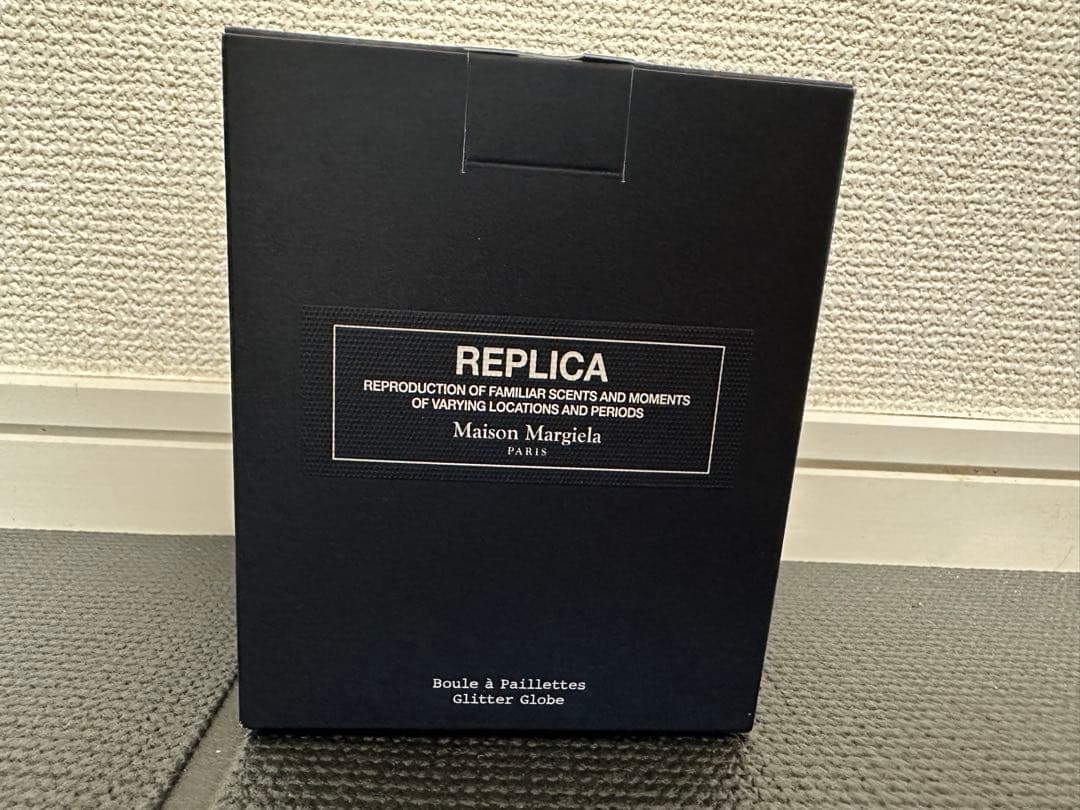 REPLICA
REPRODUCTION OF FAMILIAR SCENTS AND MOMENTS
OF VARYING LOCATIONS AND PERIODS
Maison Margiela
PARIS
Boule à Paillettes
Glitter Globe